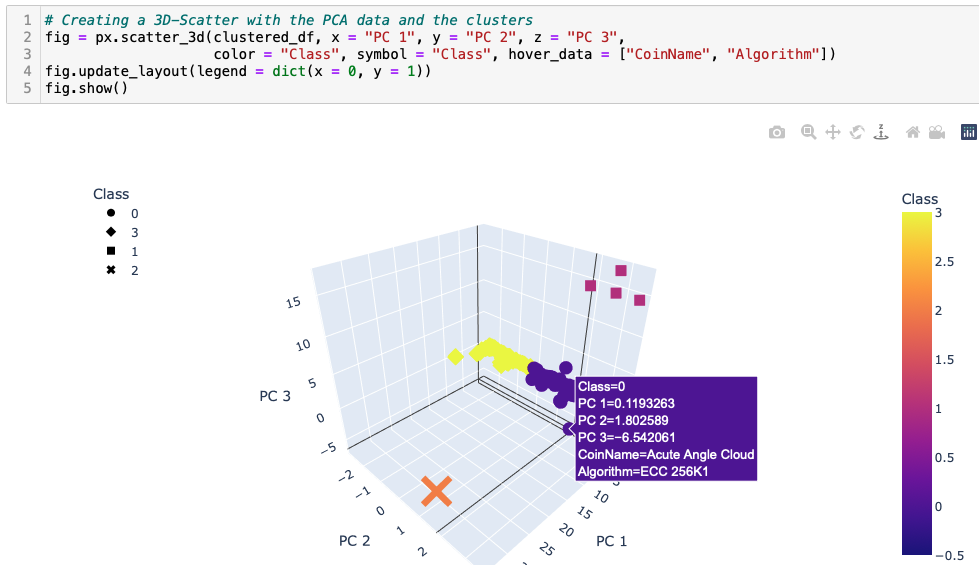 1 # Creating a 3D-Scatter with the PCA data and the clusters
2 fig = px.scatter_3d(clustered_df, x = "PC 1", y = "PC 2", z = "PC 3",
3 color = "Class", symbol = "Class", hover_data = ["CoinName", "Algorithm"])
4 fig.update_layout(legend = dict(x = 0, y = 1))
5 fig.show()
z
Class
0
3
1
2
Class
3
2.5
2
1.5
1
0.5
0
−0.5
15
10
5
0
−5
PC 3
Class=0
PC 1=0.1193263
PC 2=1.802589
PC 3=−6.542061
CoinName=Acute Angle Cloud
Algorithm=ECC 256K1
−2
−1
0
1
2
PC 2
10
15
20
25
PC 1